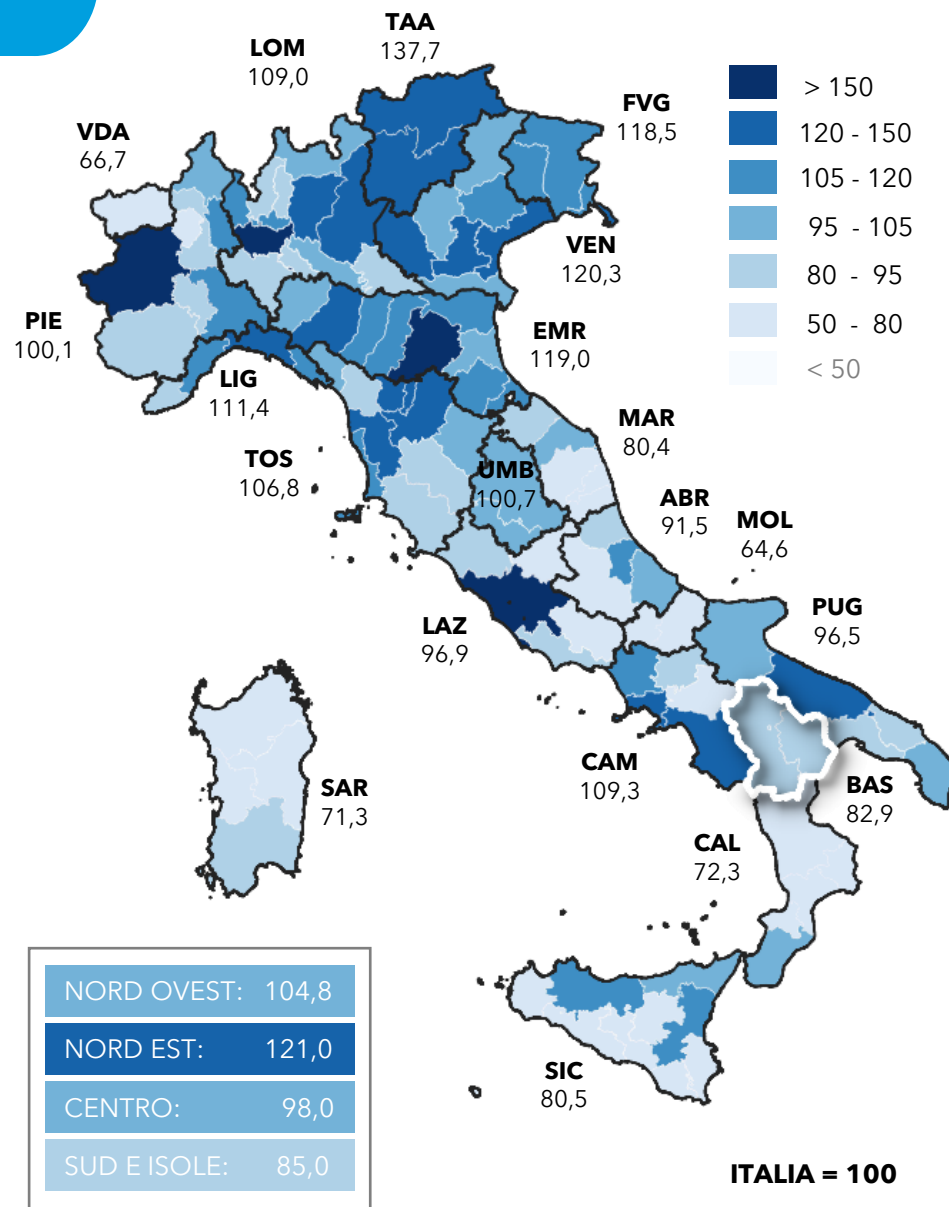 TAA
137,7
LOM
109,0
FVG
118,5
VDA
66,7
> 150
120 - 150
105 - 120
95 - 105
80 - 95
50 - 80
< 50
VEN
120,3
PIE
100,1
EMR
119,0
LIG
111,4
MAR
80,4
TOS
106,8
UMB
100,7
ABR
91,5
MOL
64,6
PUG
96,5
LAZ
96,9
CAM
109,3
BAS
82,9
SAR
71,3
CAL
72,3
SIC
80,5
NORD OVEST: 104,8
NORD EST: 121,0
CENTRO: 98,0
SUD E ISOLE: 85,0
ITALIA = 100